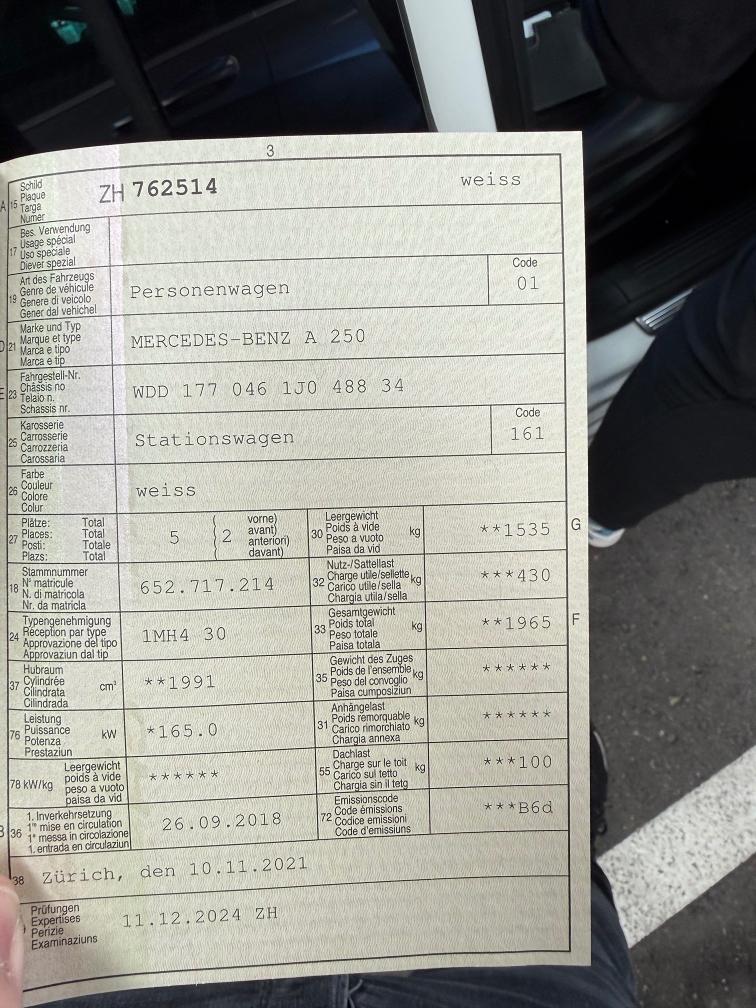 3
A 15 Schild
Plaque
Targa
Numer
ZH 762514 weiss
17 Bes. Verwendung
Usage spécial
Uso speciale
Diever spezial
19 Art des Fahrzeugs
Genre de véhicule
Genere di veicolo
Gener dal vehichel
Personenwagen
Code
01
D 21 Marke und Typ
Marque et type
Marca e tipo
Marca e tip
MERCEDES-BENZ A 250
E 23 Fahrgestell-Nr.
Châssis no
Telaio n.
Schassis nr.
WDD 177 046 1J0 488 34
25 Karosserie
Carrosserie
Carrozzeria
Carossaria
Stationswagen
Code
161
26 Farbe
Couleur
Colore
Colur
weiss
27 Plätze: Total
Places: Total
Posti: Totale
Plazs: Total
5 2 vorne)
avant)
anteriori)
davant)
30 Leergewicht
Poids à vide
Peso a vuoto
Paisa da vid
kg
**1535 G
18 Stammnummer
N° matricule
N. di matricola
Nr. da matricla
652.717.214
32 Nutz-/Sattellast
Charge utile/sellette
Carico utile/sella
Chargia utila/sella
kg
***430
24 Typengenehmigung
Réception par type
Approvazione del tipo
Approvaziun dal tip
1MH4 30
33 Gesamtgewicht
Poids total
Peso totale
Paisa totala
kg
**1965 F
37 Hubraum
Cylindrée
Cilindrata
Cilindrada
cm³
**1991
35 Gewicht des Zuges
Poids de l'ensemble
Peso del convoglio
Paisa cumposiziun
kg
******
76 Leistung
Puissance
Potenza
Prestaziun
kW
*165.0
31 Anhängelast
Poids remorquable
Carico rimorchiato
Chargia annexa
kg
******
78 kW/kg Leergewicht
poids à vide
peso a vuoto
paisa da vid
******
55 Dachlast
Charge sur le toit
Carico sul tetto
Chargia sin il tetg
kg
***100
B 36 1. Inverkehrsetzung
1re mise en circulation
1a messa in circolazione
1. entrada en circulaziun
26.09.2018
72 Emissionscode
Code émissions
Codice emissioni
Code d'emissiuns
***B6d
38 Zürich, den 10.11.2021
Prüfungen
Expertises
Perizie
Examinaziuns
11.12.2024 ZH